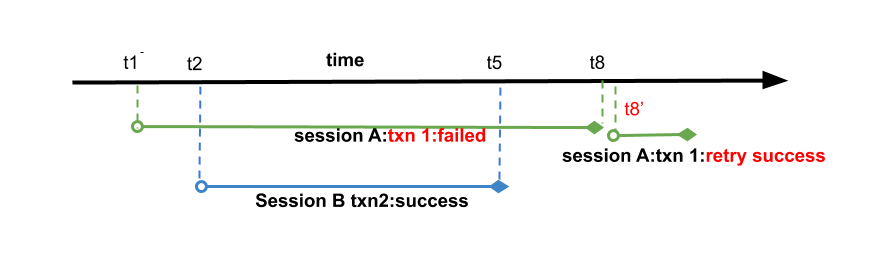 t1
t2
time
t5
t8
t8’
session A:txn 1:failed
session A:txn 1:retry success
Session B txn2:success